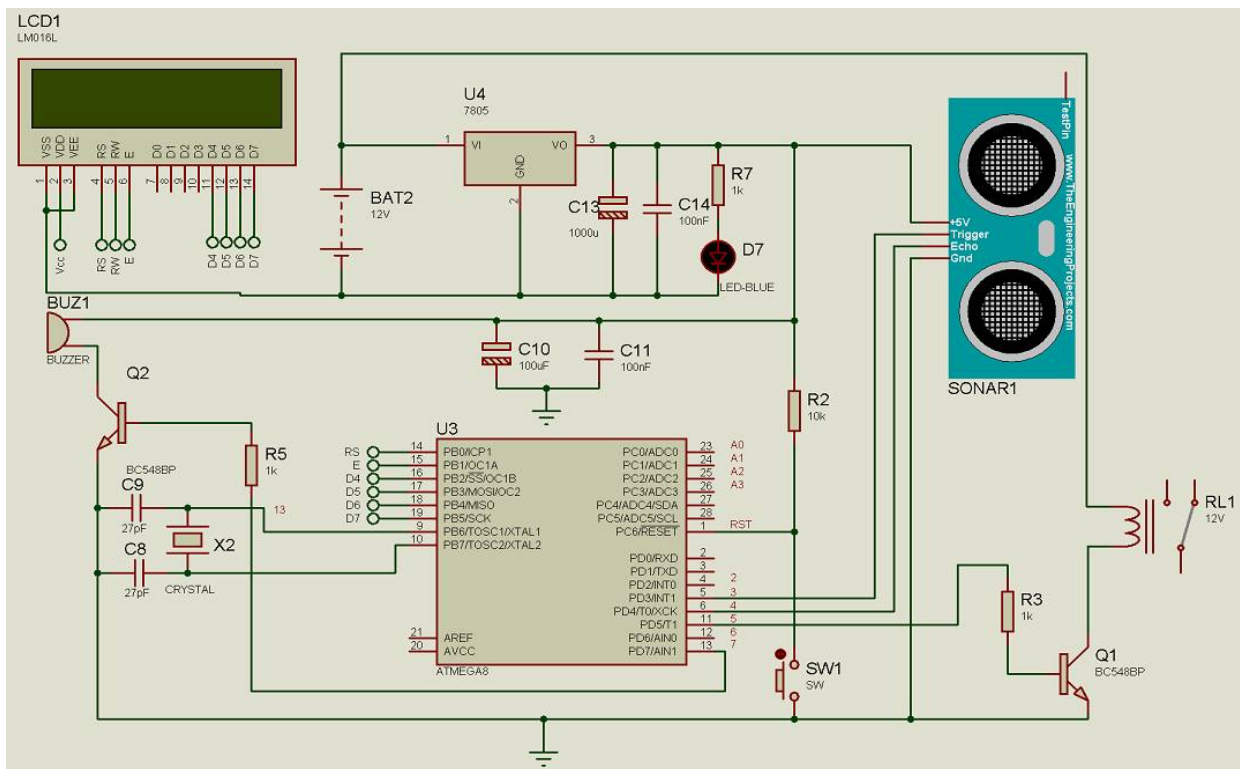 LCD1
LM016L
VSS VDD VEE RS RW E D0 D1 D2 D3 D4 D5 D6 D7
1 2 3 4 5 6 7 8 9 10 11 12 13 14
Vcc RS RW E D4 D5 D6 D7
BAT2
12V
U4
7805
1 VI VO 3
GND
2
C13
1000u
C14
100nF
R7
1k
D7
LED-BLUE
TestPin
www.TheEngineeringProjects.com
+5V
Trigger
Echo
Gnd
SONAR1
BUZ1
BUZZER
C10
100uF
C11
100nF
Q2
BC548BP
R5
1k
R2
10k
C9
27pF
C8
27pF
X2
CRYSTAL
13
U3
RS 14 PB0/ICP1
E 15 PB1/OC1A
D4 16 PB2/SS/OC1B
D5 17 PB3/MOSI/OC2
D6 18 PB4/MISO
D7 19 PB5/SCK
9 PB6/TOSC1/XTAL1
10 PB7/TOSC2/XTAL2
21 AREF
20 AVCC
PC0/ADC0 23 A0
PC1/ADC1 24 A1
PC2/ADC2 25 A2
PC3/ADC3 26 A3
PC4/ADC4/SDA 27
PC5/ADC5/SCL 28
PC6/RESET 1 RST
PD0/RXD 2
PD1/TXD 3
PD2/INT0 4 2
PD3/INT1 5 3
PD4/T0/XCK 6 4
PD5/T1 11 5
PD6/AIN0 12 6
PD7/AIN1 13 7
ATMEGA8
SW1
SW
RL1
12V
R3
1k
Q1
BC548BP